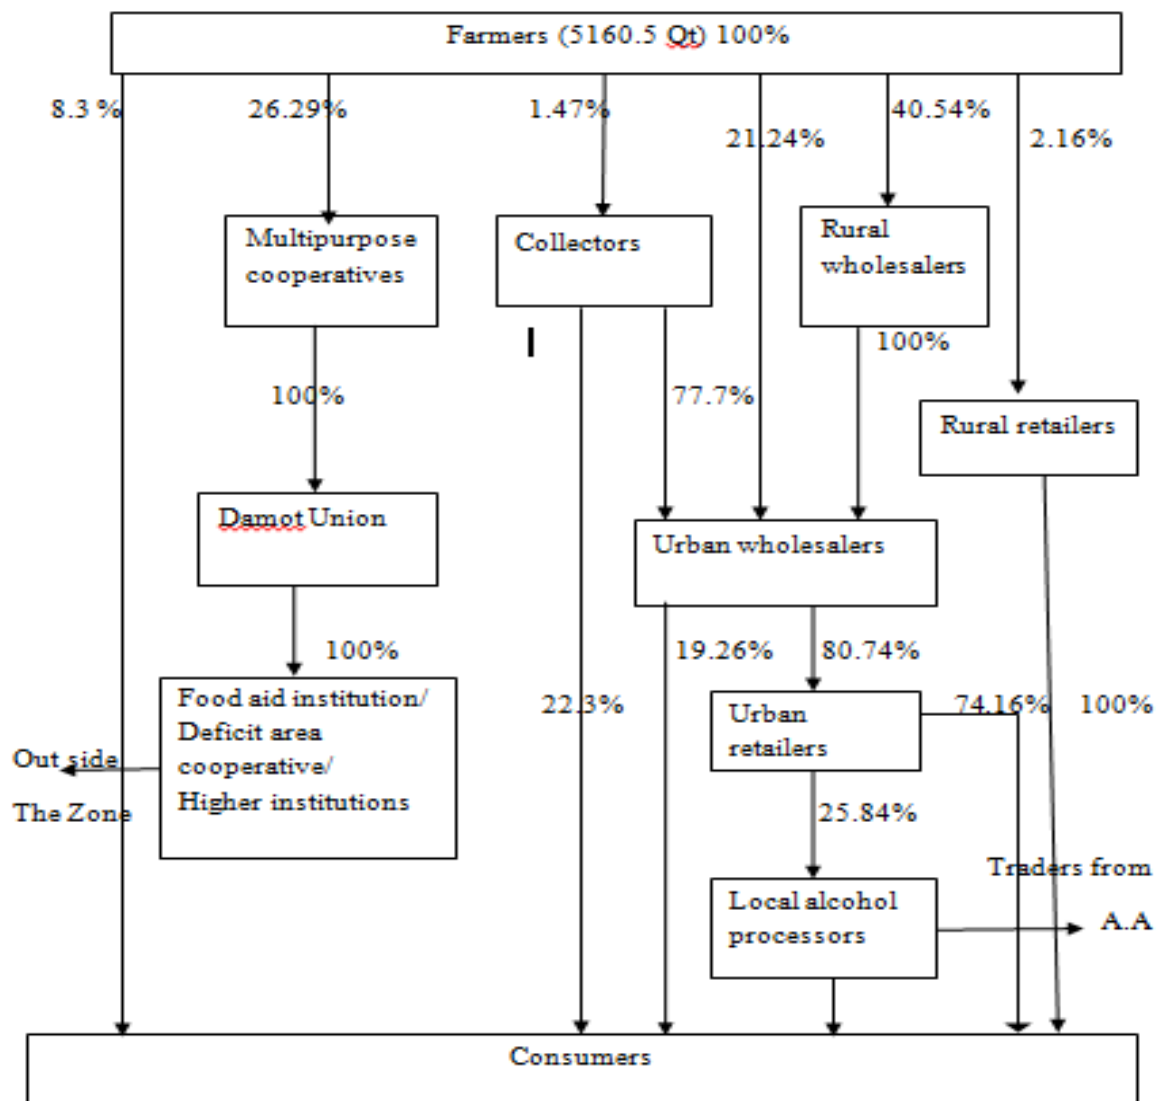 Farmers (5160.5 Qt) 100%
8.3 %
26.29%
1.47%
21.24%
40.54%
2.16%
Multipurpose
cooperatives
Collectors
Rural
wholesalers
100%
100%
77.7%
Rural retailers
Damot Union
Urban wholesalers
100%
19.26%
80.74%
Food aid institution/
Deficit area
cooperative/
Higher institutions
22.3%
Urban
retailers
74.16%
100%
Out side
The Zone
25.84%
Traders from
A.A
Local alcohol
processors
Consumers